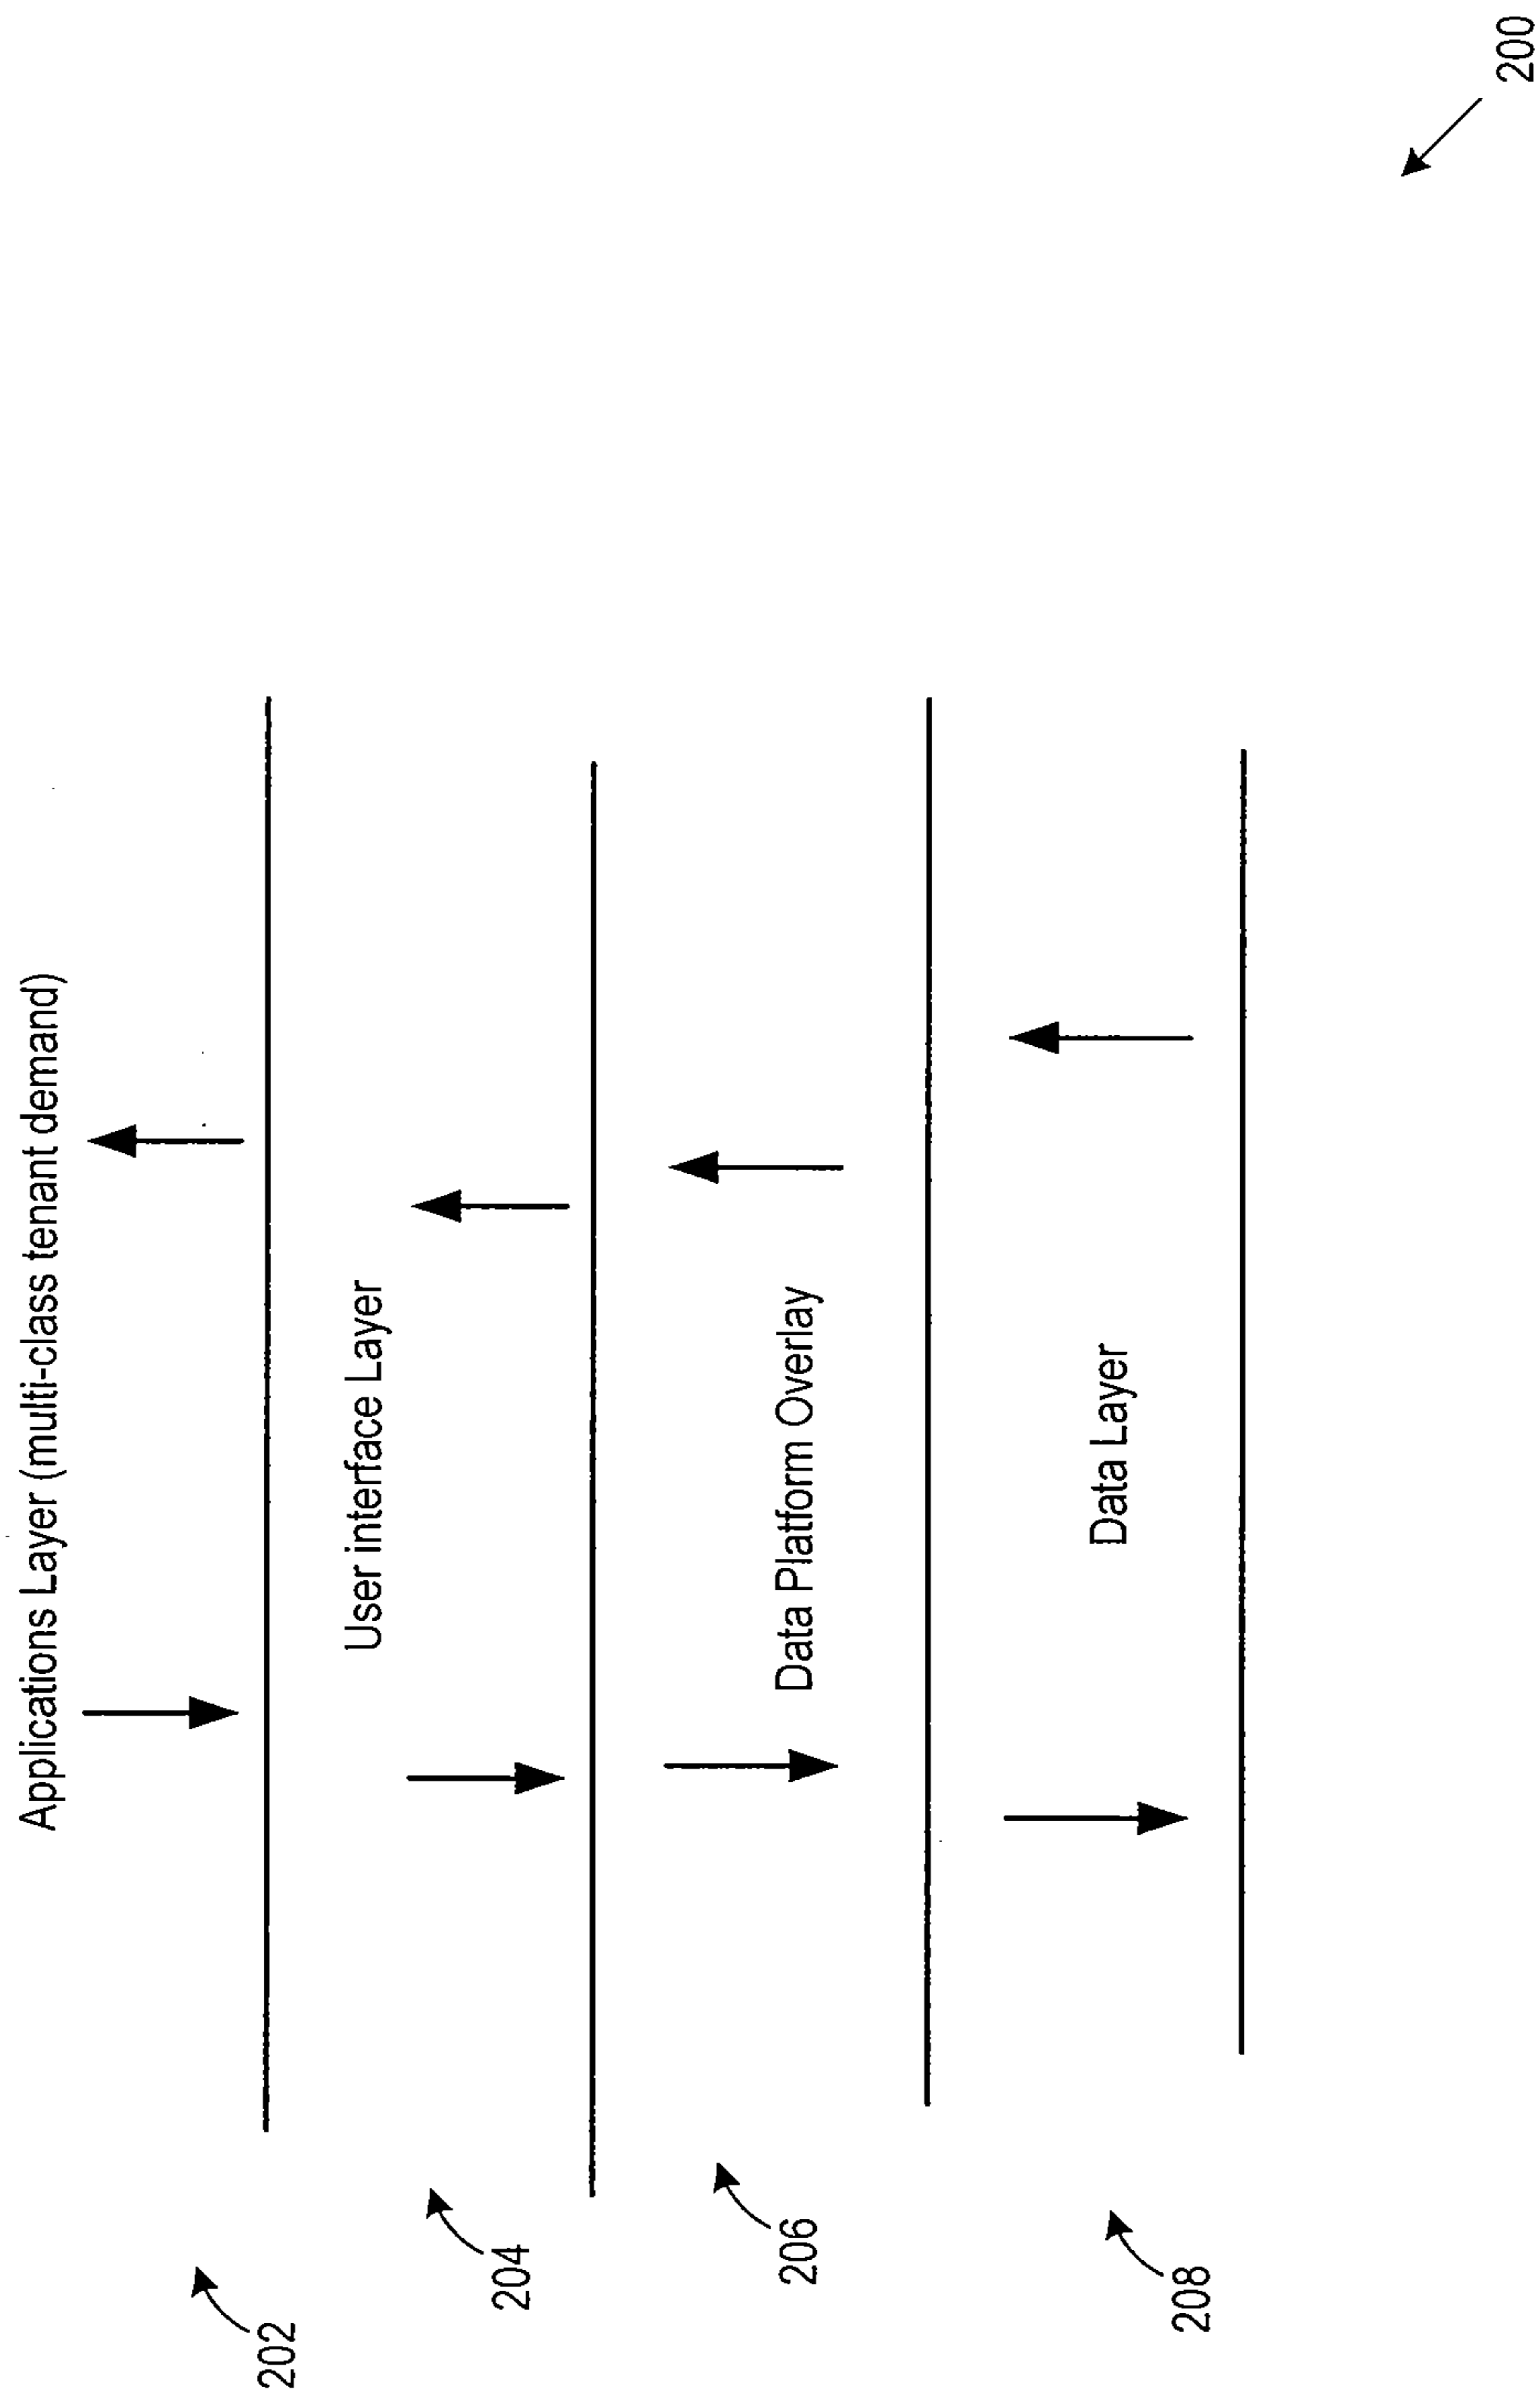 Applications Layer (multi-class tenant demand)
202
User interface Layer
204
Data Platform Overlay
206
Data Layer
208
200